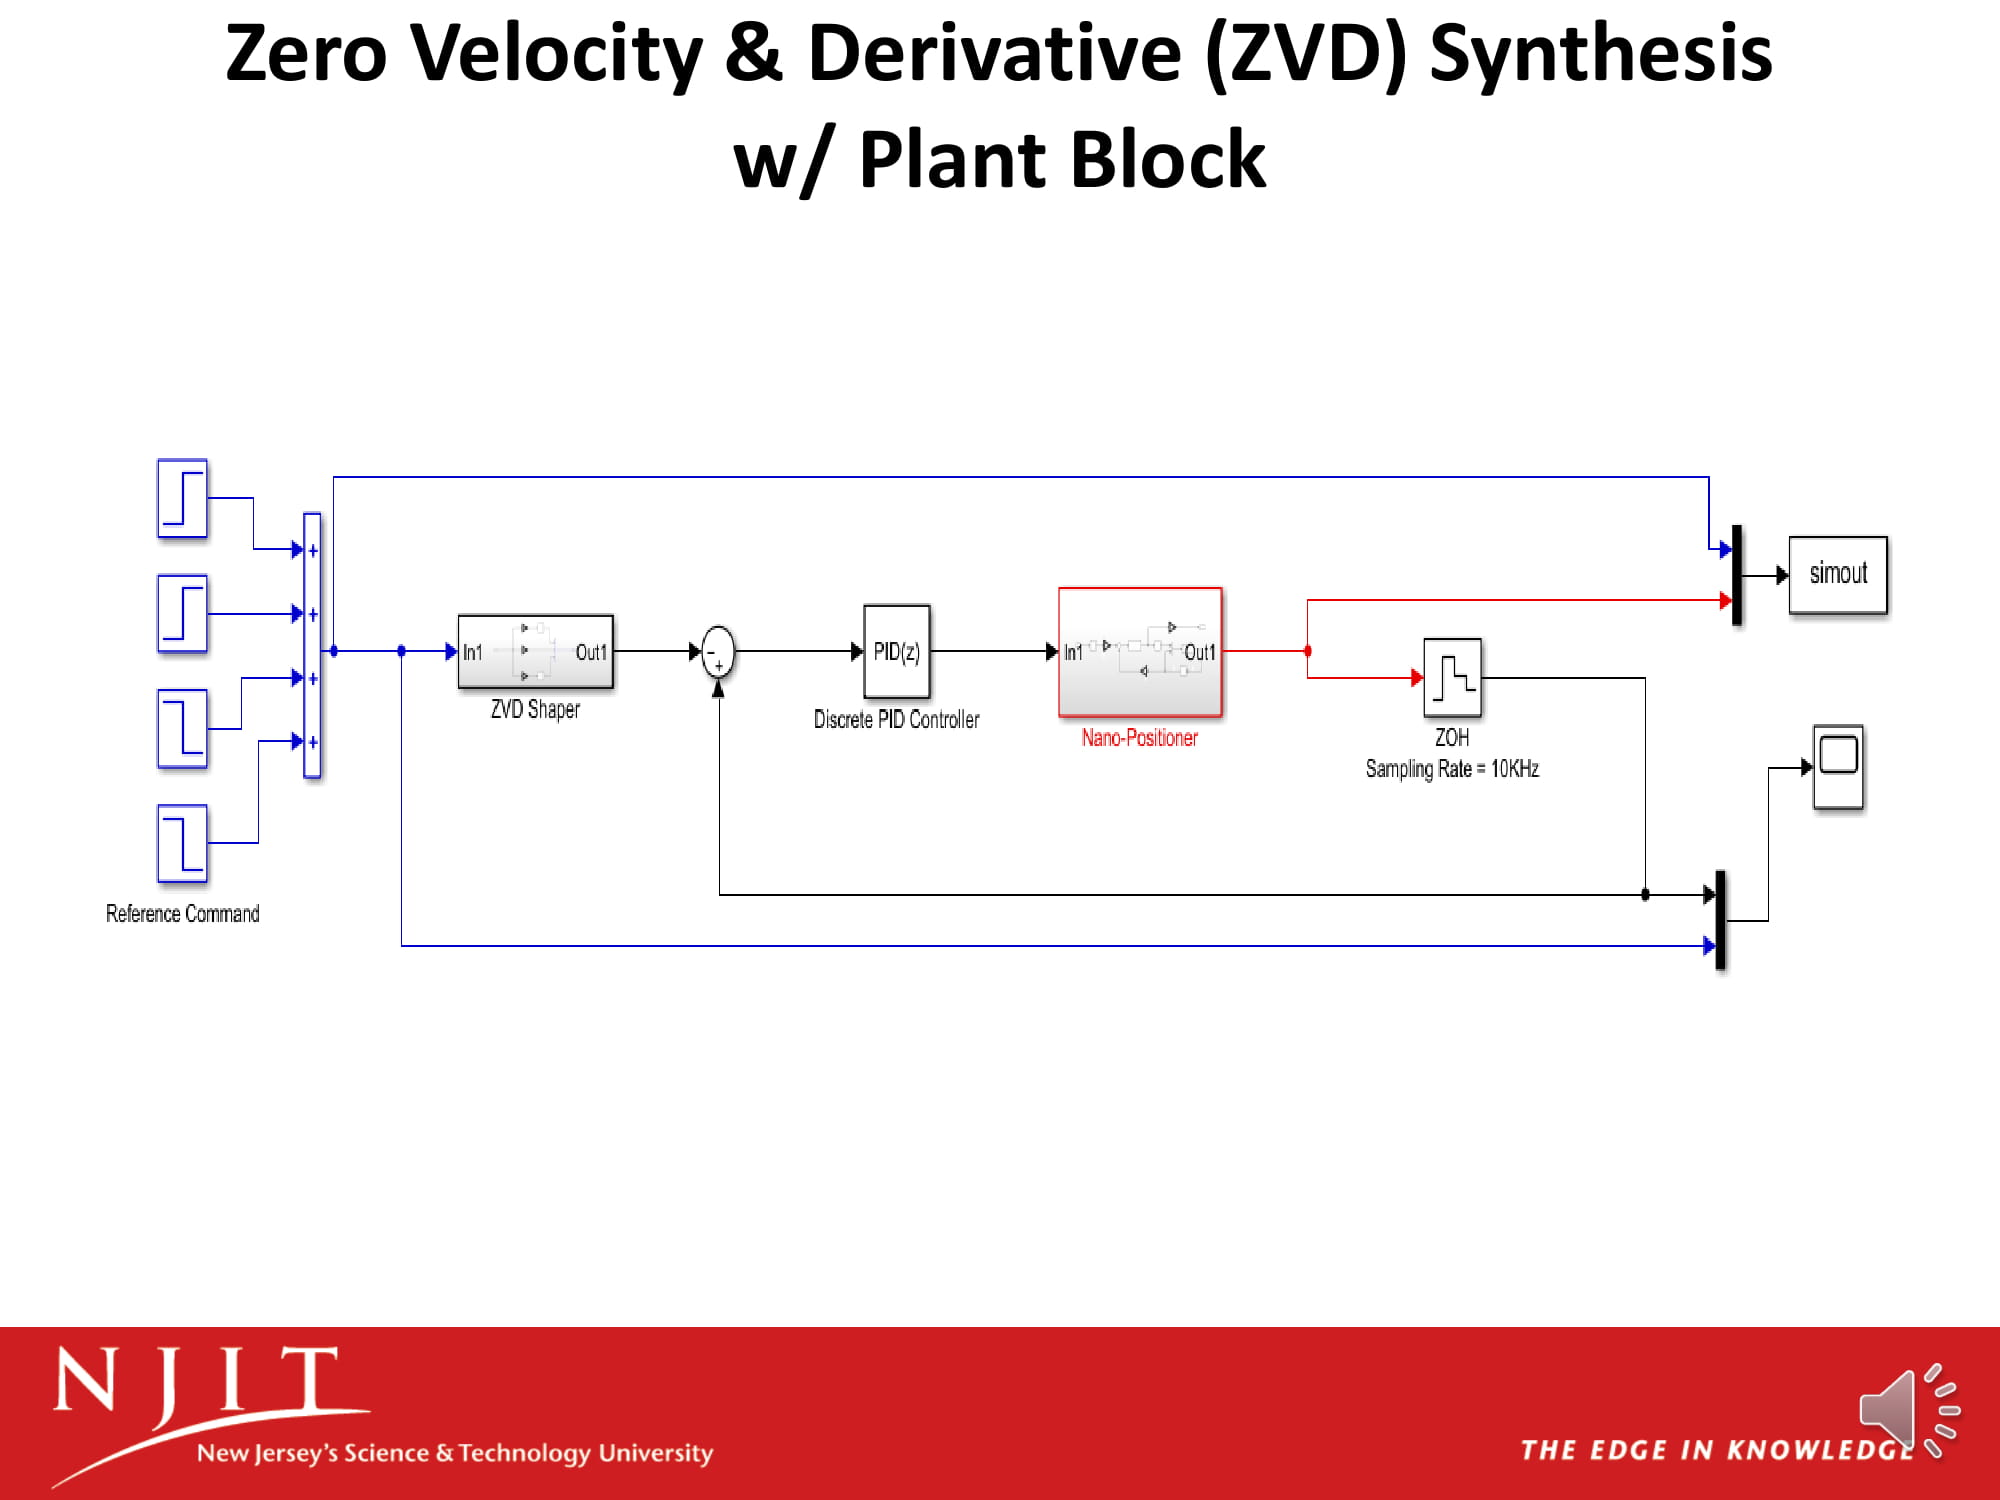 Zero Velocity & Derivative (ZVD) Synthesis
w/ Plant Block
+
+
+
+
Reference Command
In1
Out1
ZVD Shaper
−
+
PID(z)
Discrete PID Controller
In1
Out1
Nano-Positioner
ZOH
Sampling Rate = 10KHz
simout
NJIT
New Jersey's Science & Technology University
THE EDGE IN KNOWLEDGE